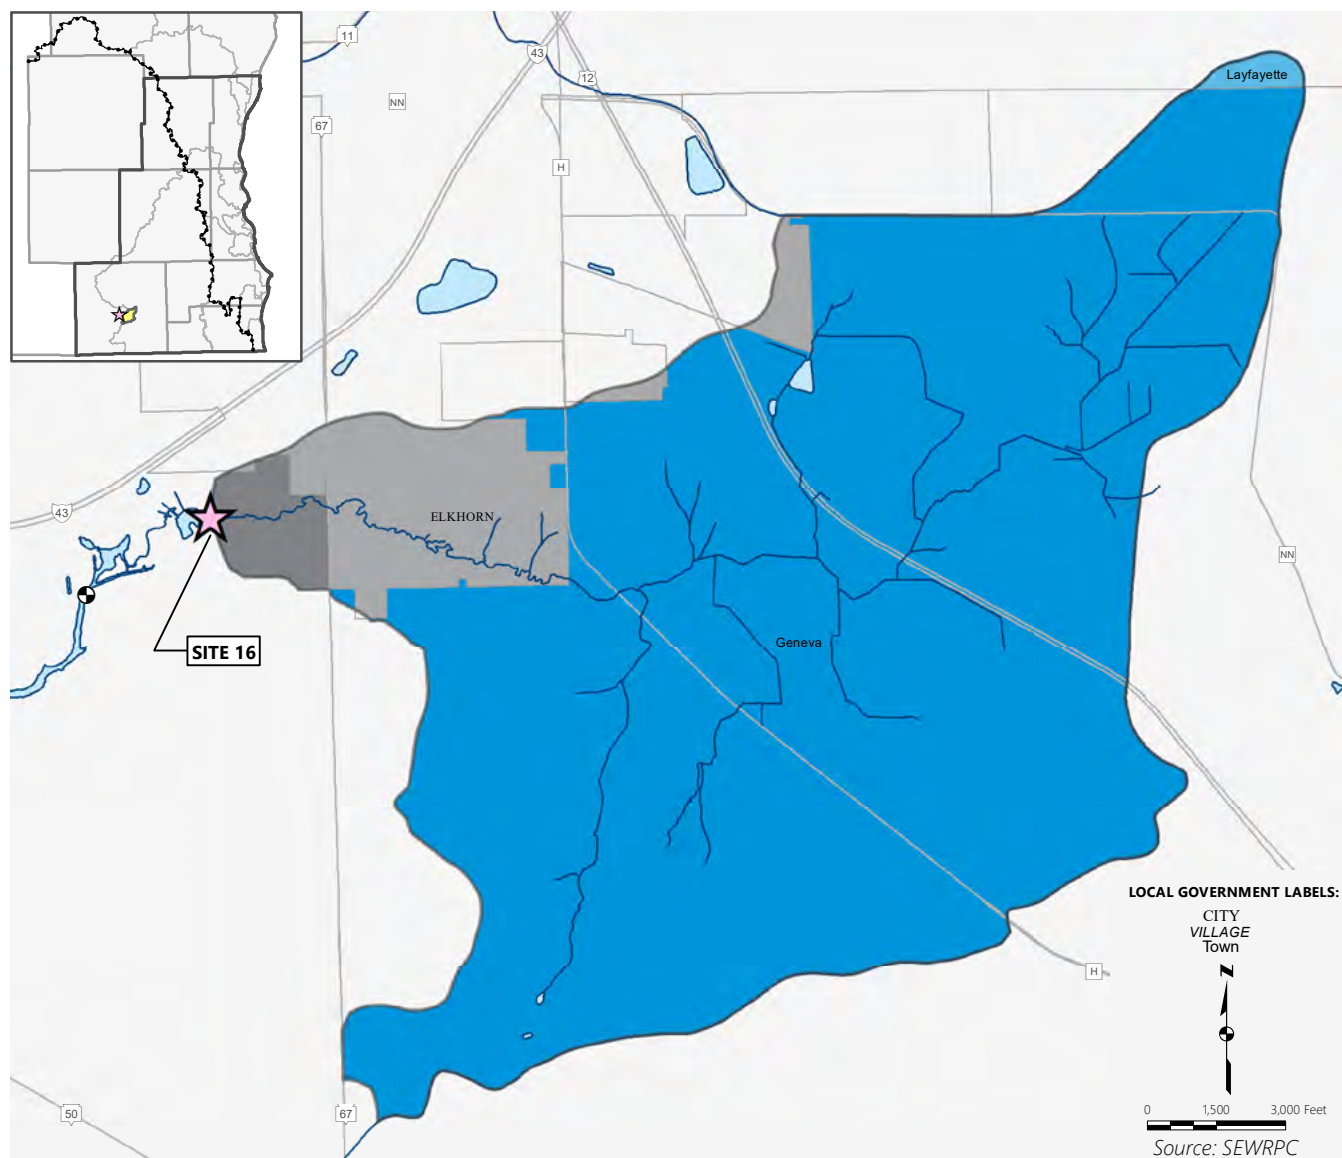 11
43
12
NN
67
H
Layfayette
ELKHORN
43
NN
Geneva
SITE 16
LOCAL GOVERNMENT LABELS:
CITY
VILLAGE
Town
H
N
50
67
0 1,500 3,000 Feet
Source: SEWRPC